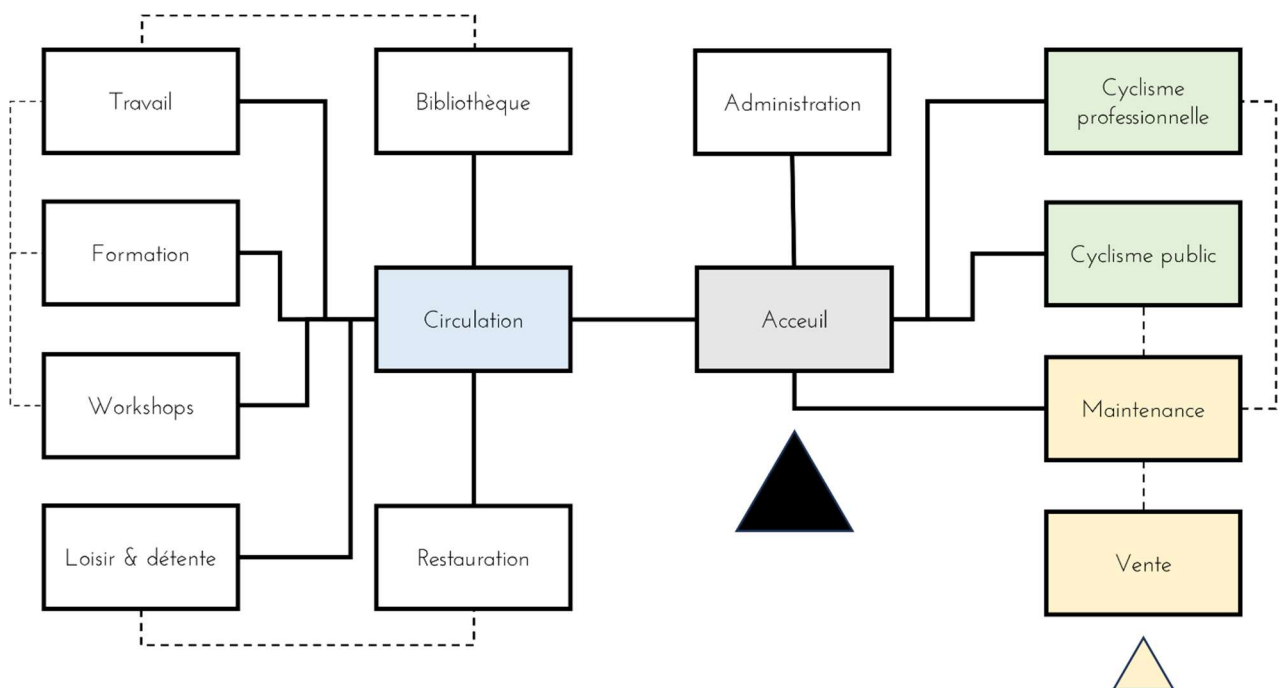 Travail
Bibliothèque
Administration
Cyclisme
professionnelle
Formation
Cyclisme public
Circulation
Acceuil
Workshops
Maintenance
Loisir & détente
Restauration
Vente